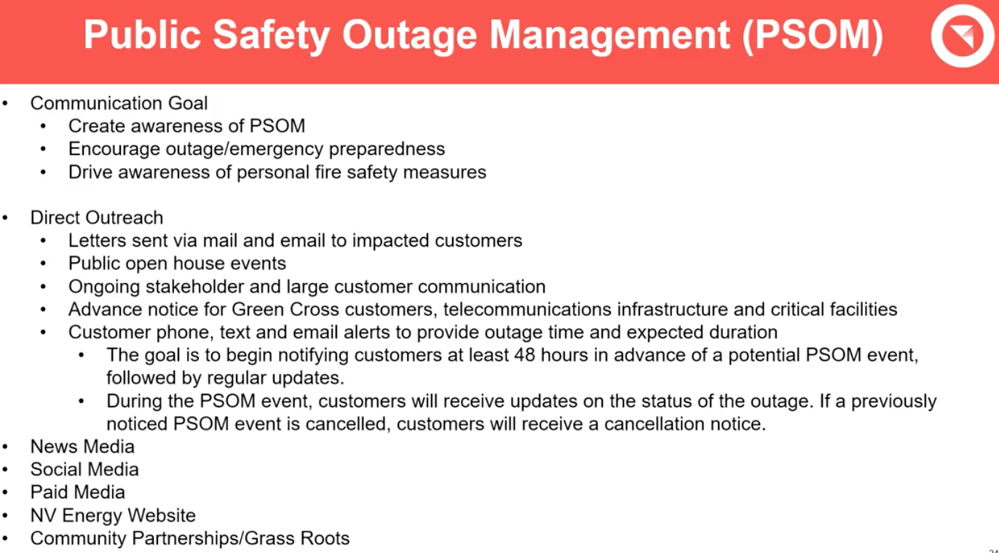 Public Safety Outage Management (PSOM)
• Communication Goal
• Create awareness of PSOM
• Encourage outage/emergency preparedness
• Drive awareness of personal fire safety measures
• Direct Outreach
• Letters sent via mail and email to impacted customers
• Public open house events
• Ongoing stakeholder and large customer communication
• Advance notice for Green Cross customers, telecommunications infrastructure and critical facilities
• Customer phone, text and email alerts to provide outage time and expected duration
• The goal is to begin notifying customers at least 48 hours in advance of a potential PSOM event,
followed by regular updates.
• During the PSOM event, customers will receive updates on the status of the outage. If a previously
noticed PSOM event is cancelled, customers will receive a cancellation notice.
• News Media
• Social Media
• Paid Media
• NV Energy Website
• Community Partnerships/Grass Roots